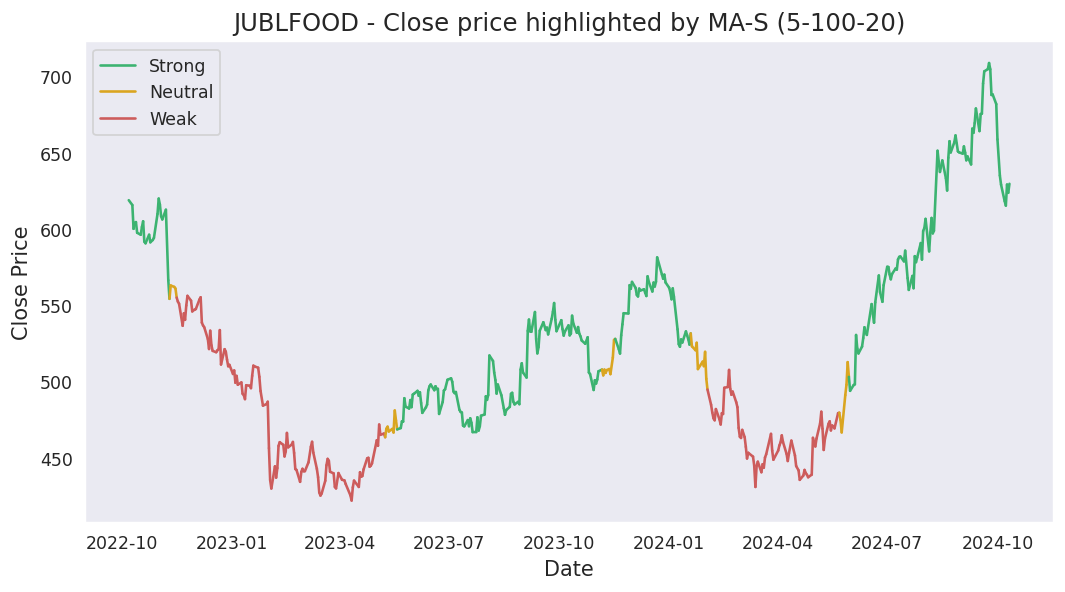 JUBLFOOD - Close price highlighted by MA-S (5-100-20)
Strong
Neutral
Weak
Close Price
700
650
600
550
500
450
2022-10 2023-01 2023-04 2023-07 2023-10 2024-01 2024-04 2024-07 2024-10
Date